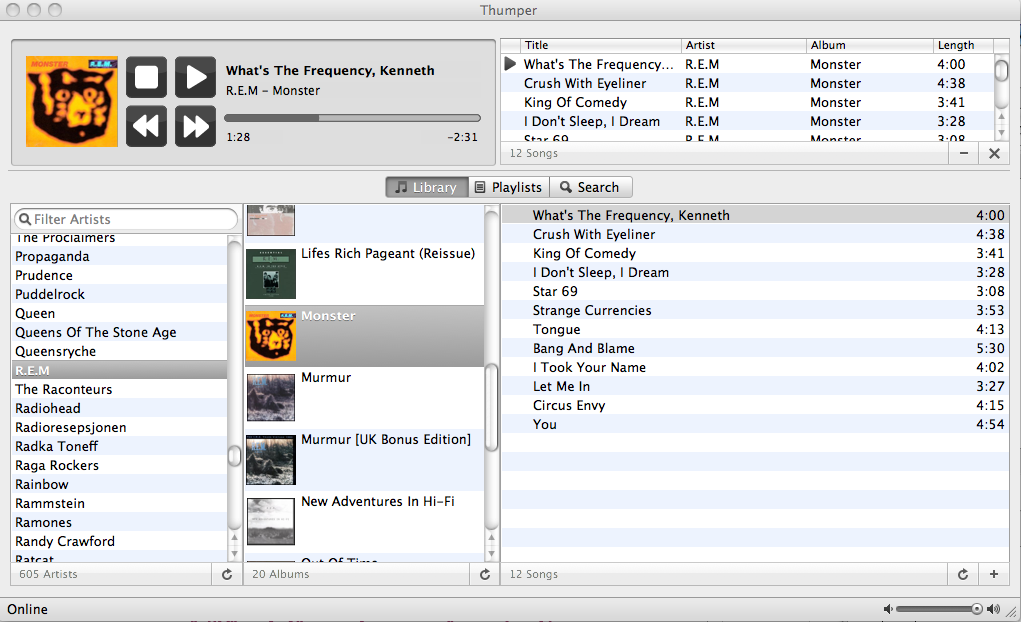 Thumper
MONSTER R.E.M.
What's The Frequency, Kenneth
R.E.M – Monster
1:28 -2:31
Title Artist Album Length
What's The Frequency... R.E.M Monster 4:00
Crush With Eyeliner R.E.M Monster 4:38
King Of Comedy R.E.M Monster 3:41
I Don't Sleep, I Dream R.E.M Monster 3:28
Star 69 R.E.M Monster 3:08
12 Songs
Library Playlists Search
Filter Artists
The Proclaimers
Propaganda
Prudence
Puddelrock
Queen
Queens Of The Stone Age
Queensryche
R.E.M
The Raconteurs
Radiohead
Radioresepsjonen
Radka Toneff
Raga Rockers
Rainbow
Rammstein
Ramones
Randy Crawford
Ratcat
605 Artists
Lifes Rich Pageant (Reissue)
Monster
Murmur
Murmur [UK Bonus Edition]
New Adventures In Hi-Fi
Out Of Time
20 Albums
What's The Frequency, Kenneth 4:00
Crush With Eyeliner 4:38
King Of Comedy 3:41
I Don't Sleep, I Dream 3:28
Star 69 3:08
Strange Currencies 3:53
Tongue 4:13
Bang And Blame 5:30
I Took Your Name 4:02
Let Me In 3:27
Circus Envy 4:15
You 4:54
12 Songs
Online